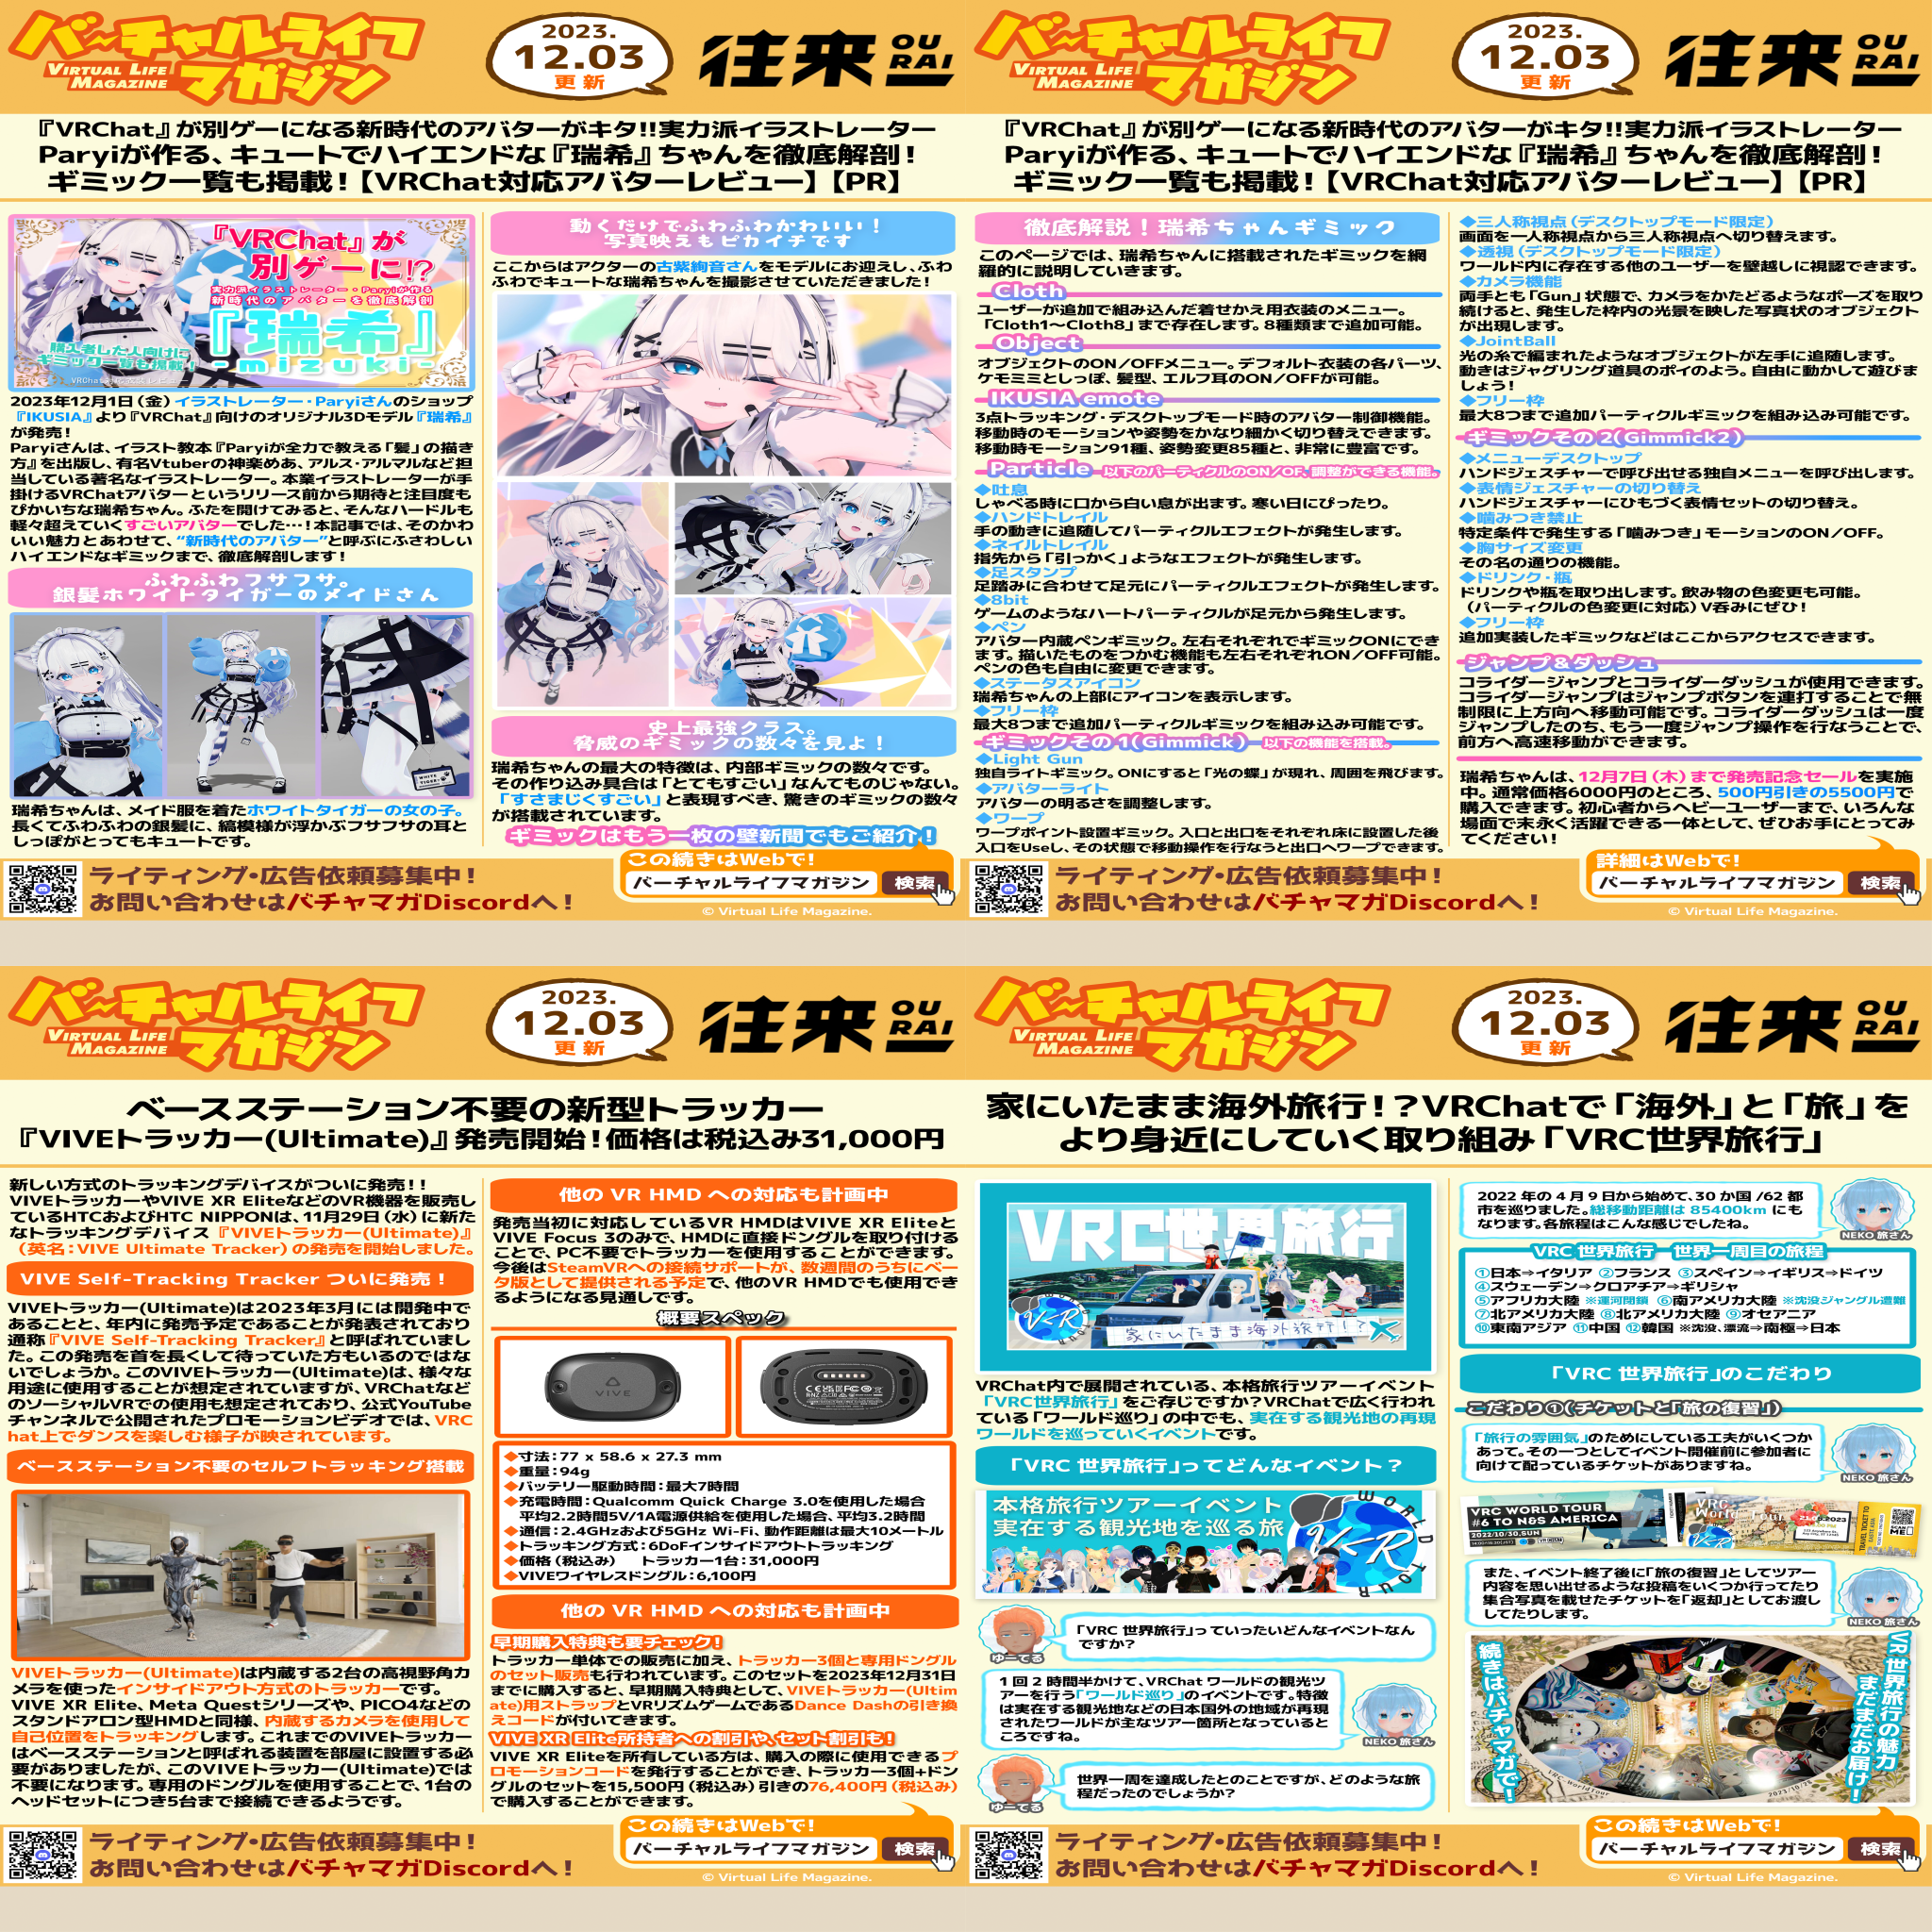 バーチャルライフ
マガジン
VIRTUAL LIFE
MAGAZINE
2023.
12.03
更新
往来
OU
RAI
『VRChat』が別ゲーになる新時代のアバターがキタ!!実力派イラストレーター
Paryiが作る、キュートでハイエンドな『瑞希』ちゃんを徹底解剖！
ギミック一覧も掲載！【VRChat対応アバターレビュー】【PR】
『VRChat』が
別ゲーに!?
実力派イラストレーター・Paryiが作る
新時代のアバターを徹底解剖
『瑞希』
-mizuki-
購入者した人向けに
ギミック一覧も掲載！
2023年12月1日（金）イラストレーター・Paryiさんのショップ
『IKUSIA』より『VRChat』向けのオリジナル3Dモデル『瑞希』
が発売！
Paryiさんは、イラスト教本『Paryiが全力で教える「髪」の描き
方』を出版し、有名Vtuberの神楽めあ、アルス・アルマルなど担
当している著名なイラストレーター。本業イラストレーターが手
掛けるVRChatアバターというリリース前から期待と注目度も
ぴかいちな瑞希ちゃん。ふたを開けてみると、そんなハードルも
軽々超えていくすごいアバターでした…！本記事では、そのかわ
いい魅力とあわせて、“新時代のアバター”と呼ぶにふさわしい
ハイエンドなギミックまで、徹底解剖します！
ふわふわフサフサ。
銀髪ホワイトタイガーのメイドさん
WHITE
TIGER
瑞希ちゃんは、メイド服を着たホワイトタイガーの女の子。
長くてふわふわの銀髪に、縞模様が浮かぶフサフサの耳と
しっぽがとってもキュートです。
動くだけでふわふわかわいい！
写真映えもピカイチです
ここからはアクターの古紫絢音さんをモデルにお迎えし、ふわ
ふわでキュートな瑞希ちゃんを撮影させていただきました！
史上最強クラス。
脅威のギミックの数々を見よ！
瑞希ちゃんの最大の特徴は、内部ギミックの数々です。
その作り込み具合は「とてもすごい」なんてものじゃない。
「すさまじくすごい」と表現すべき、驚きのギミックの数々
が搭載されています。
ギミックはもう一枚の壁新聞でもご紹介！
ライティング・広告依頼募集中！
お問い合わせはバチャマガDiscordへ！
この続きはWebで！
バーチャルライフマガジン
検索
© Virtual Life Magazine.
バーチャルライフ
マガジン
VIRTUAL LIFE
MAGAZINE
2023.
12.03
更新
往来
OU
RAI
『VRChat』が別ゲーになる新時代のアバターがキタ!!実力派イラストレーター
Paryiが作る、キュートでハイエンドな『瑞希』ちゃんを徹底解剖！
ギミック一覧も掲載！【VRChat対応アバターレビュー】【PR】
徹底解説！瑞希ちゃんギミック
このページでは、瑞希ちゃんに搭載されたギミックを網
羅的に説明していきます。
Cloth
ユーザーが追加で組み込んだ着せかえ用衣装のメニュー。
「Cloth1～Cloth8」まで存在します。8種類まで追加可能。
Object
オブジェクトのON／OFFメニュー。デフォルト衣装の各パーツ、
ケモミミとしっぽ、髪型、エルフ耳のON／OFFが可能。
IKUSIA emote
3点トラッキング・デスクトップモード時のアバター制御機能。
移動時のモーションや姿勢をかなり細かく切り替えできます。
移動時モーション91種、姿勢変更85種と、非常に豊富です。
Particle 以下のパーティクルのON／OF、調整ができる機能。
◆吐息
しゃべる時に口から白い息が出ます。寒い日にぴったり。
◆ハンドトレイル
手の動きに追随してパーティクルエフェクトが発生します。
◆ネイルトレイル
指先から「引っかく」ようなエフェクトが発生します。
◆足スタンプ
足踏みに合わせて足元にパーティクルエフェクトが発生します。
◆8bit
ゲームのようなハートパーティクルが足元から発生します。
◆ペン
アバター内蔵ペンギミック。左右それぞれでギミックONにでき
ます。描いたものをつかむ機能も左右それぞれON／OFF可能。
ペンの色も自由に変更できます。
◆ステータスアイコン
瑞希ちゃんの上部にアイコンを表示します。
◆フリー枠
最大8つまで追加パーティクルギミックを組み込み可能です。
ギミックその1(Gimmick) 以下の機能を搭載。
◆Light Gun
独自ライトギミック。ONにすると「光の蝶」が現れ、周囲を飛びます。
◆アバターライト
アバターの明るさを調整します。
◆ワープ
ワープポイント設置ギミック。入口と出口をそれぞれ床に設置した後
入口をUseし、その状態で移動操作を行なうと出口へワープできます。
◆三人称視点（デスクトップモード限定）
画面を一人称視点から三人称視点へ切り替えます。
◆透視（デスクトップモード限定）
ワールド内に存在する他のユーザーを壁越しに視認できます。
◆カメラ機能
両手とも「Gun」状態で、カメラをかたどるようなポーズを取り
続けると、発生した枠内の光景を映した写真状のオブジェクト
が出現します。
◆JointBall
光の糸で編まれたようなオブジェクトが左手に追随します。
動きはジャグリング道具のポイのよう。自由に動かして遊びま
しょう！
◆フリー枠
最大8つまで追加パーティクルギミックを組み込み可能です。
ギミックその2(Gimmick2)
◆メニューデスクトップ
ハンドジェスチャーで呼び出せる独自メニューを呼び出します。
◆表情ジェスチャーの切り替え
ハンドジェスチャーにひもづく表情セットの切り替え。
◆噛みつき禁止
特定条件で発生する「噛みつき」モーションのON／OFF。
◆胸サイズ変更
その名の通りの機能。
◆ドリンク・瓶
ドリンクや瓶を取り出します。飲み物の色変更も可能。
（パーティクルの色変更に対応）V呑みにぜひ！
◆フリー枠
追加実装したギミックなどはここからアクセスできます。
ジャンプ&ダッシュ
コライダージャンプとコライダーダッシュが使用できます。
コライダージャンプはジャンプボタンを連打することで無
制限に上方向へ移動可能です。コライダーダッシュは一度
ジャンプしたのち、もう一度ジャンプ操作を行なうことで、
前方へ高速移動ができます。
瑞希ちゃんは、12月7日（木）まで発売記念セールを実施
中。通常価格6000円のところ、500円引きの5500円で
購入できます。初心者からヘビーユーザーまで、いろんな
場面で末永く活躍できる一体として、ぜひお手にとってみ
てください！
ライティング・広告依頼募集中！
お問い合わせはバチャマガDiscordへ！
詳細はWebで！
バーチャルライフマガジン
検索
© Virtual Life Magazine.
バーチャルライフ
マガジン
VIRTUAL LIFE
MAGAZINE
2023.
12.03
更新
往来
OU
RAI
ベースステーション不要の新型トラッカー
『VIVEトラッカー(Ultimate)』発売開始！価格は税込み31,000円
新しい方式のトラッキングデバイスがついに発売！！
VIVEトラッカーやVIVE XR EliteなどのVR機器を販売し
ているHTCおよびHTC NIPPONは、11月29日（水）に新た
なトラッキングデバイス『VIVEトラッカー(Ultimate)』
（英名：VIVE Ultimate Tracker）の発売を開始しました。
VIVE Self-Tracking Tracker ついに発売！
VIVEトラッカー(Ultimate)は2023年3月には開発中で
あることと、年内に発売予定であることが発表されており
通称『VIVE Self-Tracking Tracker』と呼ばれていまし
た。この発売を首を長くして待っていた方もいるのではな
いでしょうか。このVIVEトラッカー(Ultimate)は、様々な
用途に使用することが想定されていますが、VRChatなど
のソーシャルVRでの使用も想定されており、公式YouTube
チャンネルで公開されたプロモーションビデオでは、VRC
hat上でダンスを楽しむ様子が映されています。
ベースステーション不要のセルフトラッキング搭載
VIVEトラッカー(Ultimate)は内蔵する2台の高視野角カ
メラを使ったインサイドアウト方式のトラッカーです。
VIVE XR Elite、Meta Questシリーズや、PICO4などの
スタンドアロン型HMDと同様、内蔵するカメラを使用して
自己位置をトラッキングします。これまでのVIVEトラッカー
はベースステーションと呼ばれる装置を部屋に設置する必
要がありましたが、このVIVEトラッカー(Ultimate)では
不要になります。専用のドングルを使用することで、1台の
ヘッドセットにつき5台まで接続できるようです。
他の VR HMD への対応も計画中
発売当初に対応しているVR HMDはVIVE XR Eliteと
VIVE Focus 3のみで、HMDに直接ドングルを取り付ける
ことで、PC不要でトラッカーを使用することができます。
今後はSteamVRへの接続サポートが、数週間のうちにベー
タ版として提供される予定で、他のVR HMDでも使用でき
るようになる見通しです。
概要スペック
VIVE
◆寸法：77 x 58.6 x 27.3 mm
◆重量：94g
◆バッテリー駆動時間：最大7時間
◆充電時間：Qualcomm Quick Charge 3.0を使用した場合
平均2.2時間5V/1A電源供給を使用した場合、平均3.2時間
◆通信：2.4GHzおよび5GHz Wi-Fi、動作距離は最大10メートル
◆トラッキング方式：6DoFインサイドアウトトラッキング
◆価格（税込み） トラッカー1台：31,000円
◆VIVEワイヤレスドングル：6,100円
他の VR HMD への対応も計画中
早期購入特典も要チェック！
トラッカー単体での販売に加え、トラッカー3個と専用ドングル
のセット販売も行われています。このセットを2023年12月31日
までに購入すると、早期購入特典として、VIVEトラッカー(Ultim
ate)用ストラップとVRリズムゲームであるDance Dashの引き換
えコードが付いてきます。
VIVE XR Elite所持者への割引や、セット割引も！
VIVE XR Eliteを所有している方は、購入の際に使用できるプ
ロモーションコードを発行することができ、トラッカー3個+ドン
グルのセットを15,500円（税込み）引きの76,400円（税込み）
で購入することができます。
ライティング・広告依頼募集中！
お問い合わせはバチャマガDiscordへ！
この続きはWebで！
バーチャルライフマガジン
検索
© Virtual Life Magazine.
バーチャルライフ
マガジン
VIRTUAL LIFE
MAGAZINE
2023.
12.03
更新
往来
OU
RAI
家にいたまま海外旅行！？VRChatで「海外」と「旅」を
より身近にしていく取り組み「VRC世界旅行」
VRC世界旅行
家にいたまま海外旅行!?
VRChat内で展開されている、本格旅行ツアーイベント
「VRC世界旅行」をご存じですか？VRChatで広く行われ
ている「ワールド巡り」の中でも、実在する観光地の再現
ワールドを巡っていくイベントです。
「VRC 世界旅行」ってどんなイベント？
本格旅行ツアーイベント
実在する観光地を巡る旅
WORLD TOUR
「VRC 世界旅行」っていったいどんなイベントなん
ですか？
ゆーてる
1 回 2 時間半かけて、VRChat ワールドの観光ツ
アーを行う「ワールド巡り」のイベントです。特徴
は実在する観光地などの日本国外の地域が再現
されたワールドが主なツアー箇所となっていると
ころですね。
NEKO 旅さん
世界一周を達成したとのことですが、どのような旅
程だったのでしょうか？
ゆーてる
2022 年の 4 月 9 日から始めて、30 か国 /62 都
市を巡りました。総移動距離は 85400km にも
なります。各旅程はこんな感じでしたね。
NEKO 旅さん
VRC 世界旅行 世界一周目の旅程
①日本⇒イタリア ②フランス ③スペイン⇒イギリス⇒ドイツ
④スウェーデン⇒クロアチア⇒ギリシャ
⑤アフリカ大陸 ※運河閉鎖 ⑥南アメリカ大陸 ※沈没ジャングル遭難
⑦北アメリカ大陸 ⑧北アメリカ大陸 ⑨オセアニア
⑩東南アジア ⑪中国 ⑫韓国 ※沈没、漂流⇒南極⇒日本
「VRC 世界旅行」のこだわり
こだわり①(チケットと「旅の復習」)
「旅行の雰囲気」のためにしている工夫がいくつか
あって。その一つとしてイベント開催前に参加者に
向けて配っているチケットがありますね。
NEKO 旅さん
VRC WORLD TOUR
#6 TO N&S AMERICA
2022/10/30.SUN
VRC
World Tour
また、イベント終了後に「旅の復習」としてツアー
内容を思い出せるような投稿をいくつか行ってたり
集合写真を載せたチケットを「返却」としてお渡し
してたりします。
NEKO 旅さん
VR世界旅行の魅力
まだまだお届け！
続きはバチャマガで！
ライティング・広告依頼募集中！
お問い合わせはバチャマガDiscordへ！
この続きはWebで！
バーチャルライフマガジン
検索
© Virtual Life Magazine.